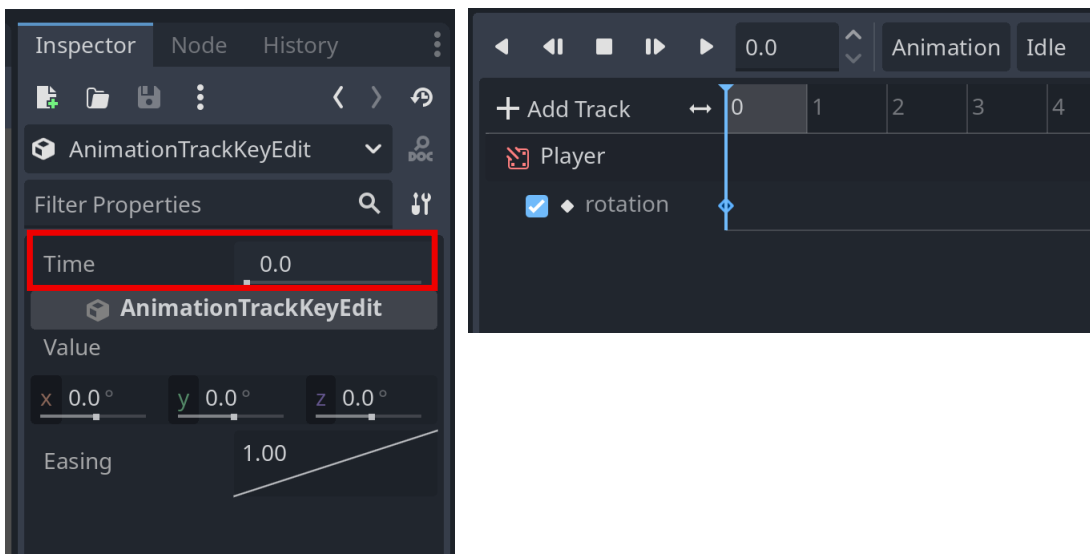 Inspector Node History
AnimationTrackKeyEdit
DOC
Filter Properties
Time 0.0
AnimationTrackKeyEdit
Value
x 0.0° y 0.0° z 0.0°
Easing 1.00
0.0 Animation Idle
Add Track 0 1 2 3 4
Player
rotation